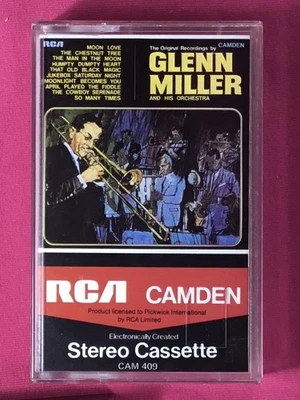 RCA
CAMDEN
MOON LOVE
THE CHESTNUT TREE
THE MAN IN THE MOON
HUMPTY DUMPTY HEART
THAT OLD BLACK MAGIC
JUKEBOX SATURDAY NIGHT
MOONLIGHT BECOMES YOU
APRIL PLAYED THE FIDDLE
THE COWBOY SERENADE
SO MANY TIMES
The Original Recordings by
GLENN
MILLER
AND HIS ORCHESTRA
RCA CAMDEN
Product licensed to Pickwick International
by RCA Limited
Electronically Created
Stereo Cassette
CAM 409